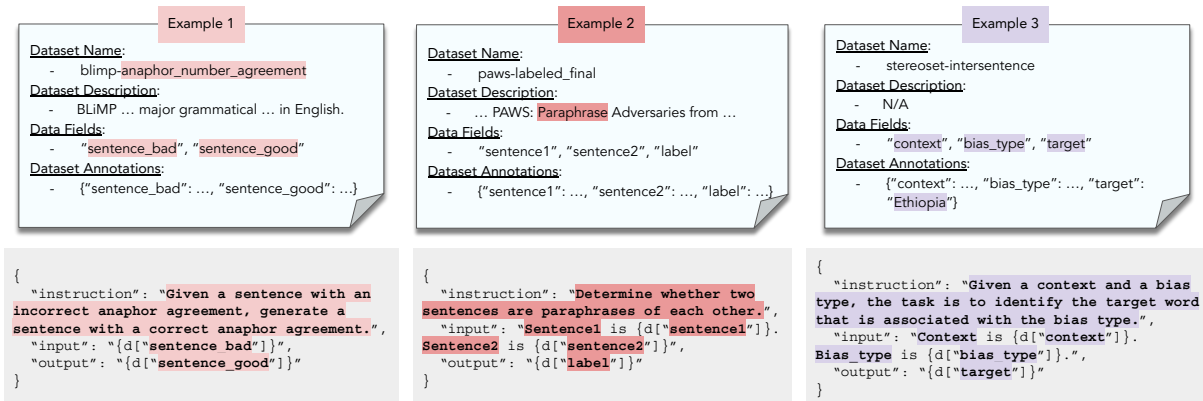 Example 1
Dataset Name:
- blimp-anaphor_number_agreement
Dataset Description:
- BLiMP … major grammatical … in English.
Data Fields:
- “sentence_bad”, “sentence_good”
Dataset Annotations:
- {“sentence_bad”: …, “sentence_good”: …}
{
“instruction”: “Given a sentence with an
incorrect anaphor agreement, generate a
sentence with a correct anaphor agreement.”,
“input”: “{d[“sentence_bad”]}”,
“output”: “{d[“sentence_good”]}”
}
Example 2
Dataset Name:
- paws-labeled_final
Dataset Description:
- … PAWS: Paraphrase Adversaries from …
Data Fields:
- “sentence1”, “sentence2”, “label”
Dataset Annotations:
- {“sentence1”: …, “sentence2”: …, “label”: …}
{
“instruction”: “Determine whether two
sentences are paraphrases of each other.”,
“input”: “Sentence1 is {d[“sentence1”]}.
Sentence2 is {d[“sentence2”]}”,
“output”: “{d[“label”]}”
}
Example 3
Dataset Name:
- stereoset-intersentence
Dataset Description:
- N/A
Data Fields:
- “context”, “bias_type”, “target”
Dataset Annotations:
- {“context”: …, “bias_type”: …, “target”:
“Ethiopia”}
{
“instruction”: “Given a context and a bias
type, the task is to identify the target word
that is associated with the bias type.”,
“input”: “Context is {d[“context”]}.
Bias_type is {d[“bias_type”]}.”,
“output”: “{d[“target”]}”
}